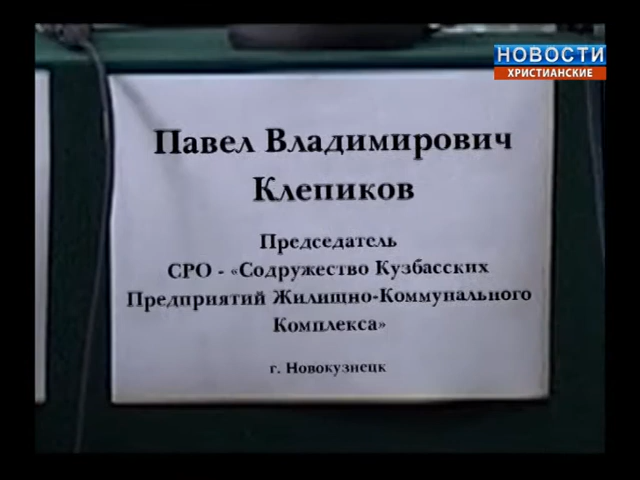 НОВОСТИ
ХРИСТИАНСКИЕ
Павел Владимирович
Клепиков
Председатель
СРО - «Содружество Кузбасских
Предприятий Жилищно-Коммунального
Комплекса»
г. Новокузнецк